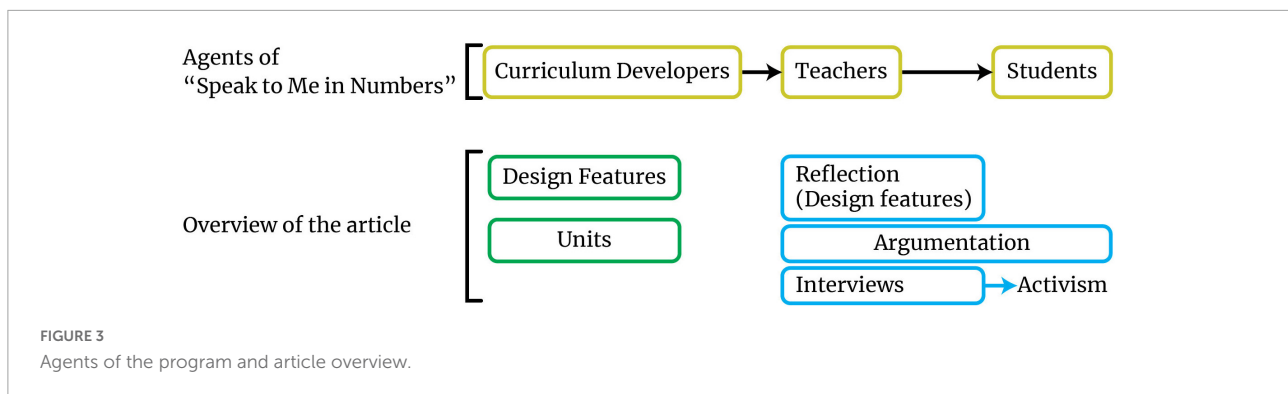 Agents of
“Speak to Me in Numbers”
Curriculum Developers
Teachers
Students
Overview of the article
Design Features
Units
Reflection
(Design features)
Argumentation
Interviews
Activism
FIGURE 3
Agents of the program and article overview.